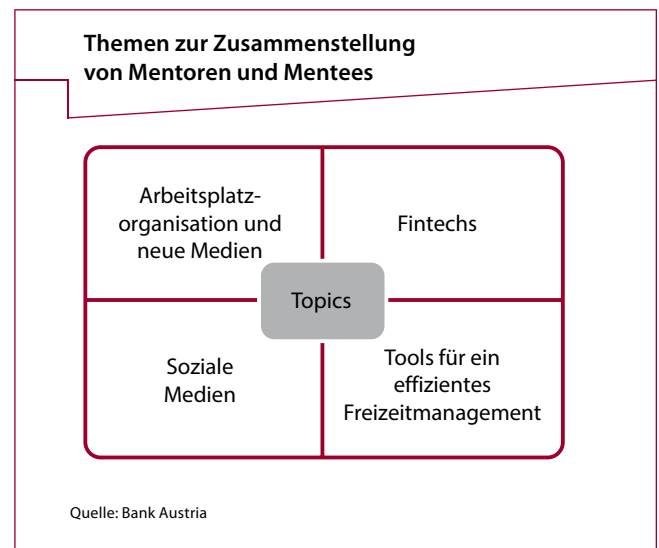 Themen zur Zusammenstellung
von Mentoren und Mentees
Arbeitsplatz-
organisation und
neue Medien
Fintechs
Topics
Soziale
Medien
Tools für ein
effizientes
Freizeitmanagement
Quelle: Bank Austria